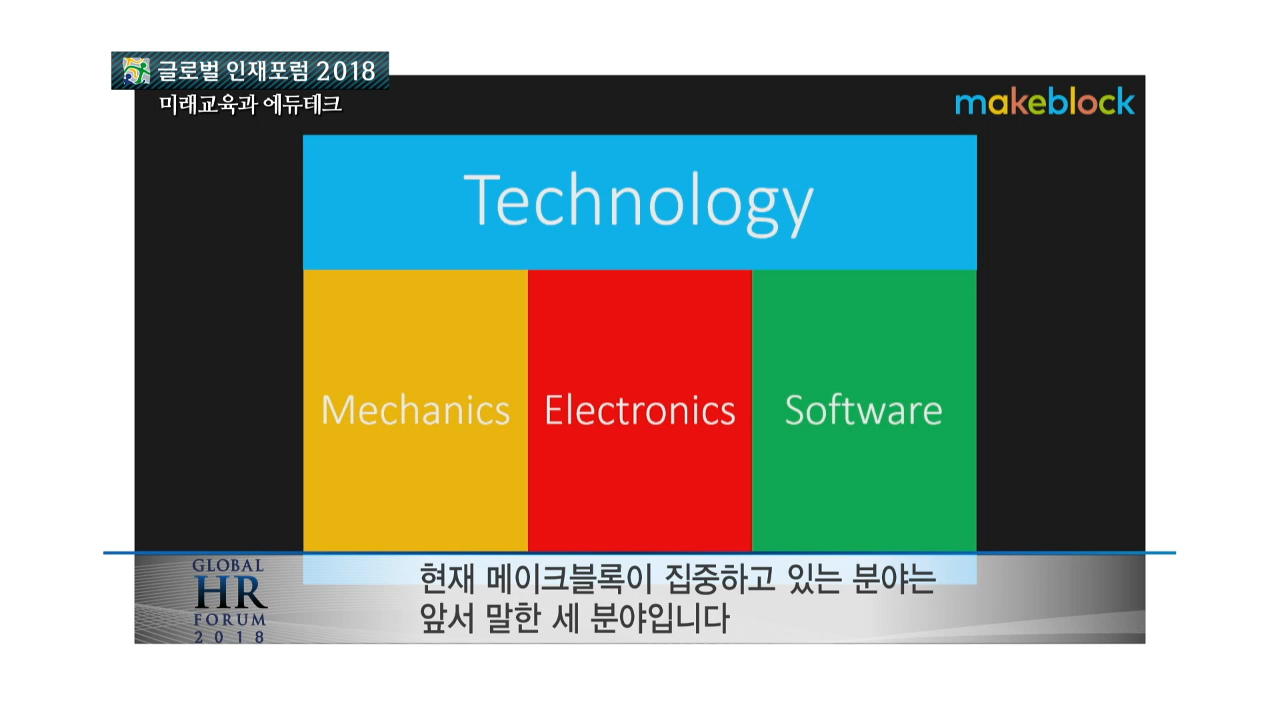 글로벌 인재포럼 2018
미래교육과 에듀테크
makeblock
Technology
Mechanics
Electronics
Software
GLOBAL
HR
FORUM
2018
현재 메이크블록이 집중하고 있는 분야는
앞서 말한 세 분야입니다